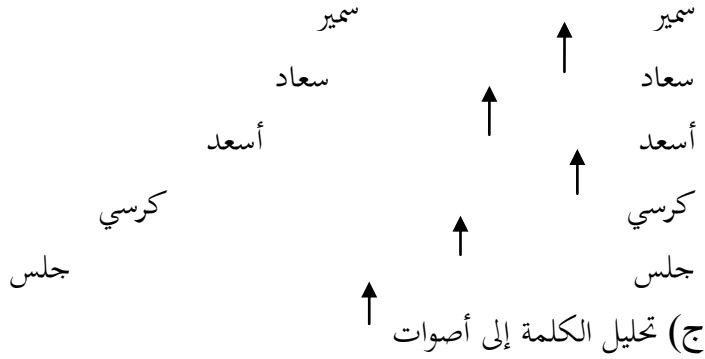 سمير سمير
سعاد سعاد
أسعد أسعد
كرسي كرسي
جلس جلس
ج) تحليل الكلمة إلى أصوات